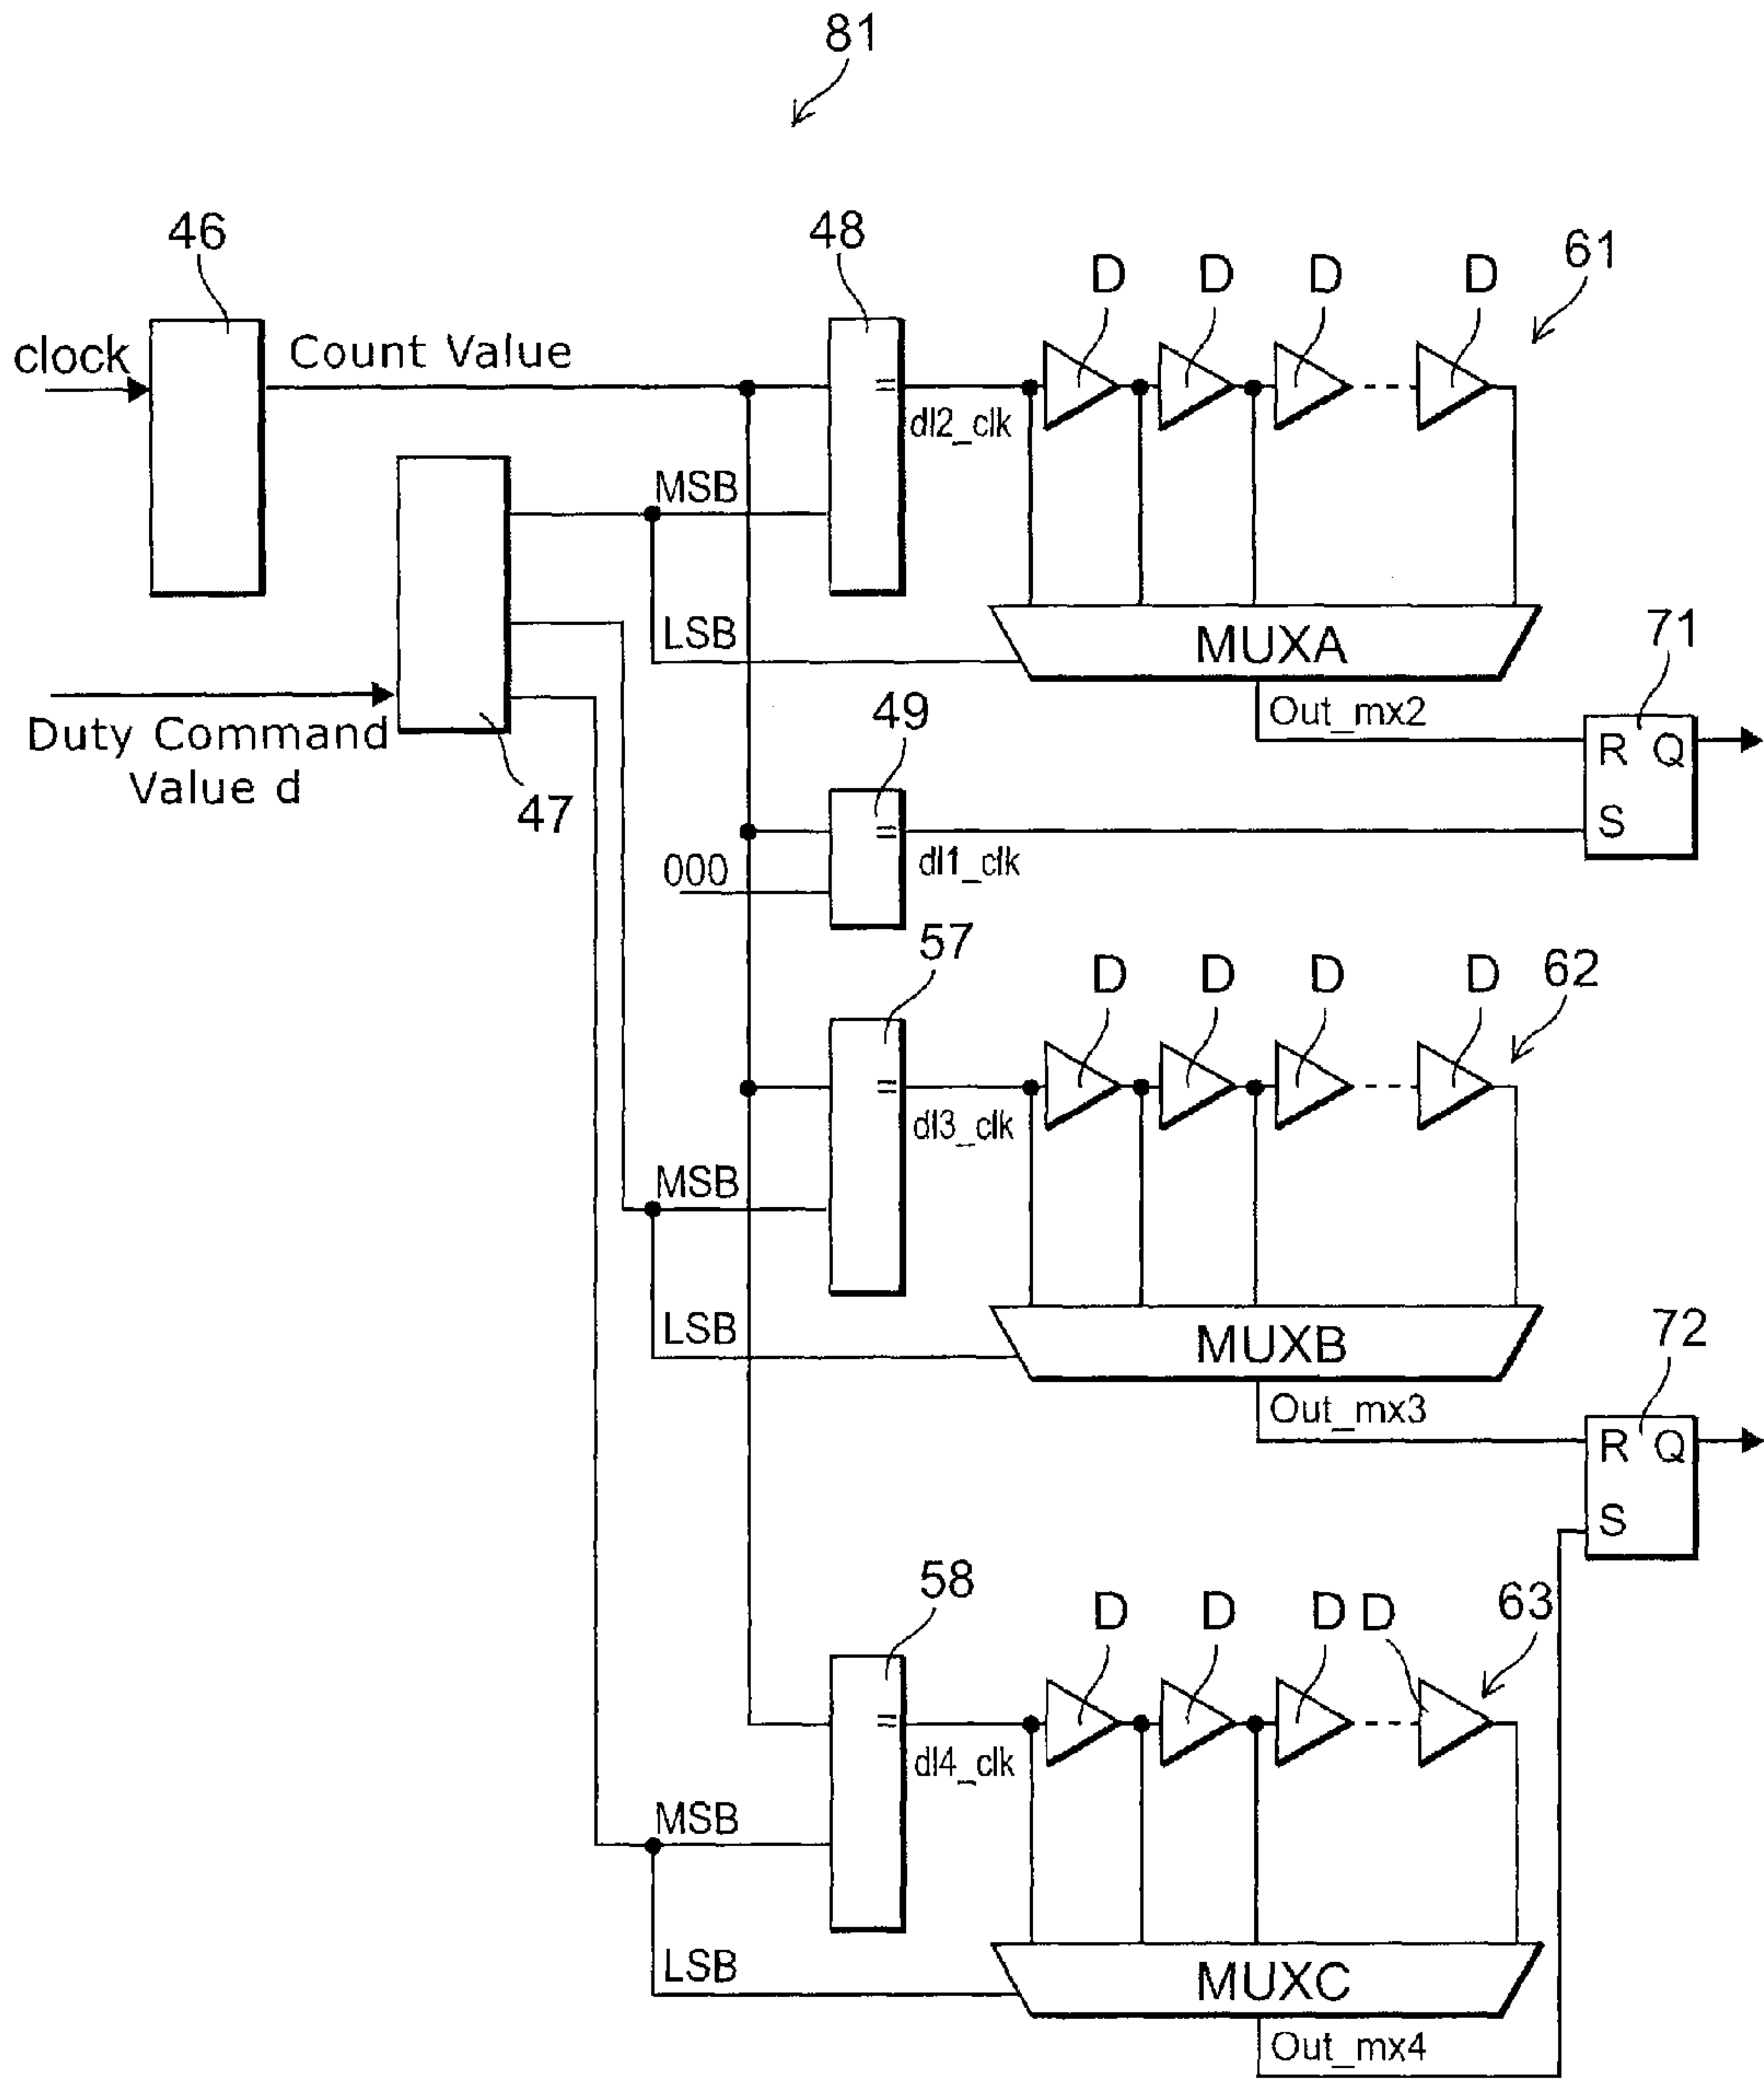 81
46
48
61
D D D D
clock
Count Value
=
dl2_clk
MSB
LSB
MUXA
71
Out_mx2
R Q
S
Duty Command
Value d
47
49
=
000
dl1_clk
57
62
D D D D
=
dl3_clk
MSB
LSB
MUXB
72
Out_mx3
R Q
S
58
63
D D D D
=
dl4_clk
MSB
LSB
MUXC
Out_mx4